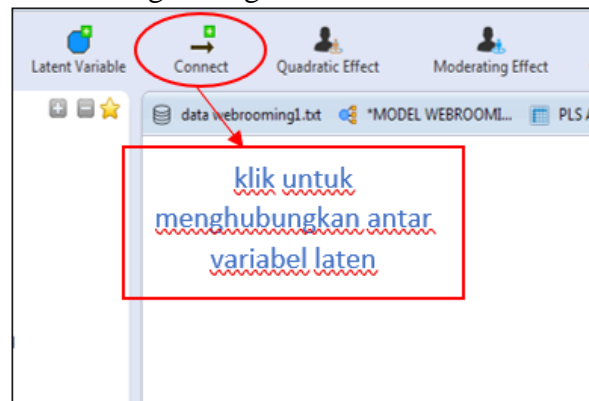 Latent Variable Connect Quadratic Effect Moderating Effect
data webrooming1.txt *MODEL WEBROOMI... PLS
klik untuk
menghubungkan antar
variabel laten